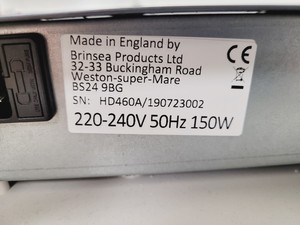 Made in England by
Brinsea Products Ltd
32-33 Buckingham Road
Weston-super-Mare
BS24 9BG
SN: HD460A/190723002
220-240V 50Hz 150W
CE